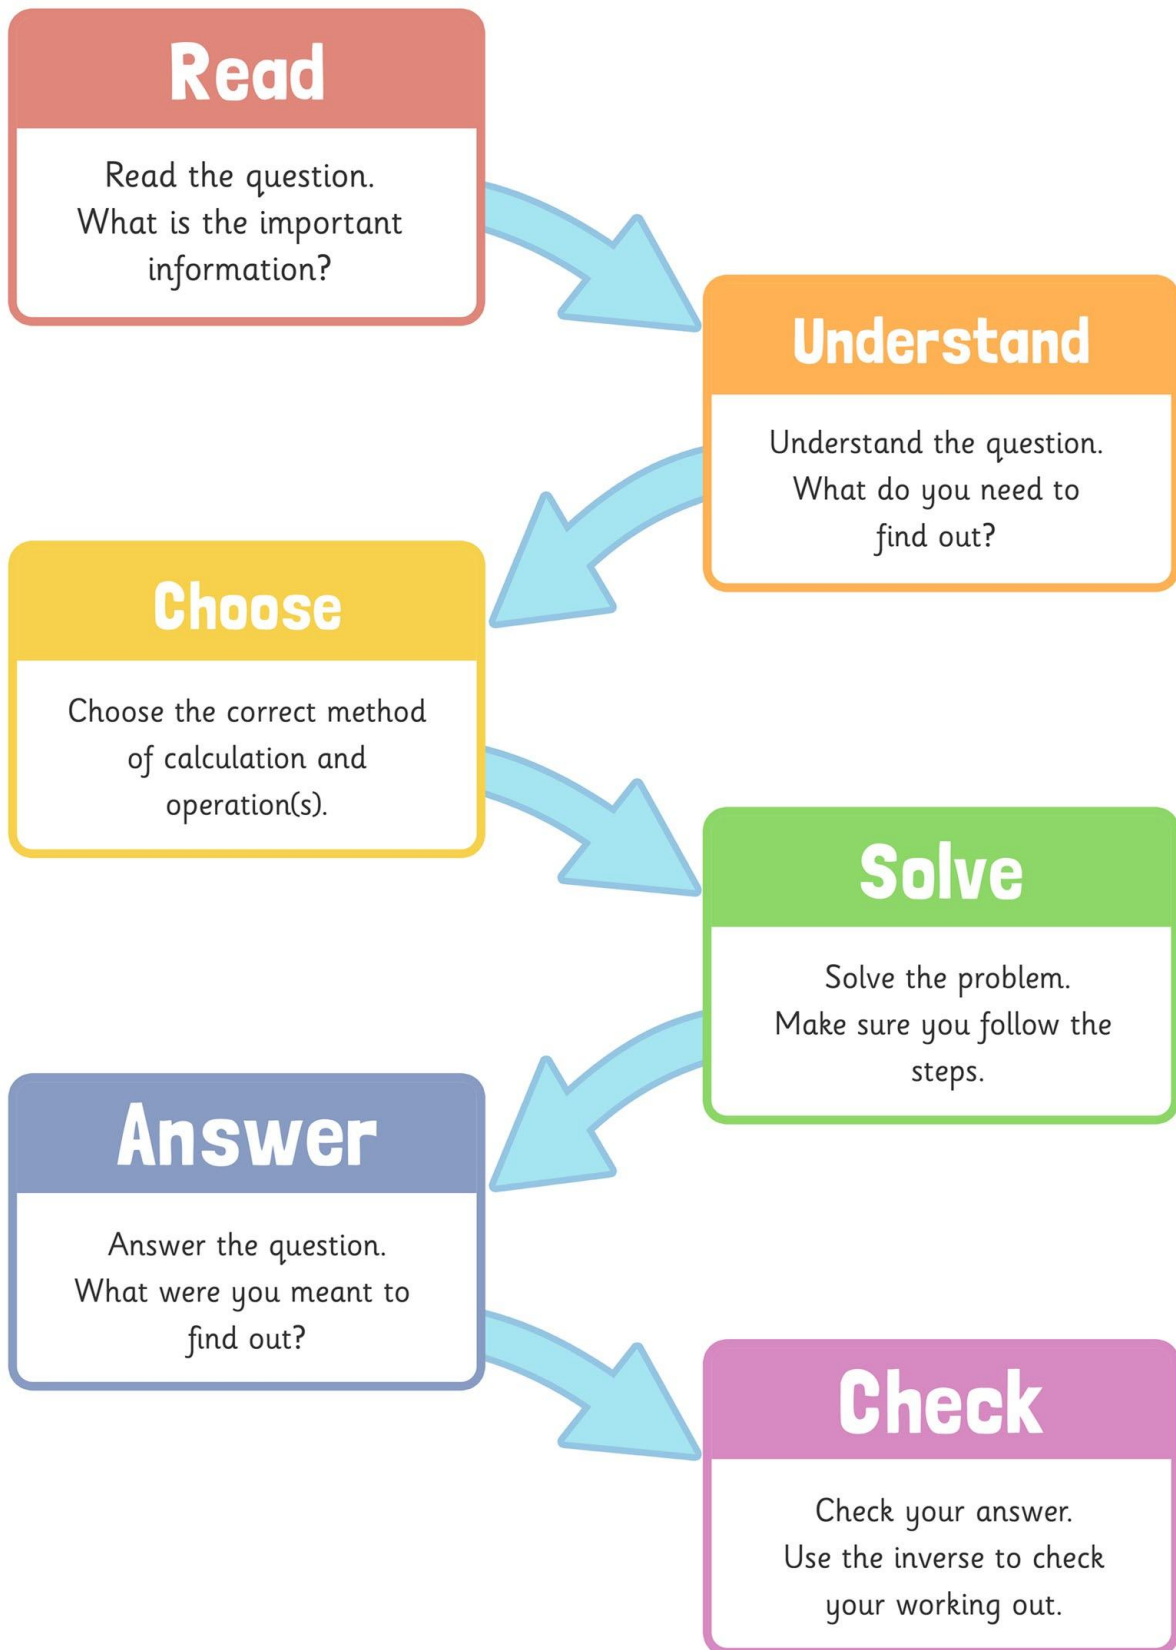 Read
Read the question.
What is the important
information?
Understand
Understand the question.
What do you need to
find out?
Choose
Choose the correct method
of calculation and
operation(s).
Solve
Solve the problem.
Make sure you follow the
steps.
Answer
Answer the question.
What were you meant to
find out?
Check
Check your answer.
Use the inverse to check
your working out.